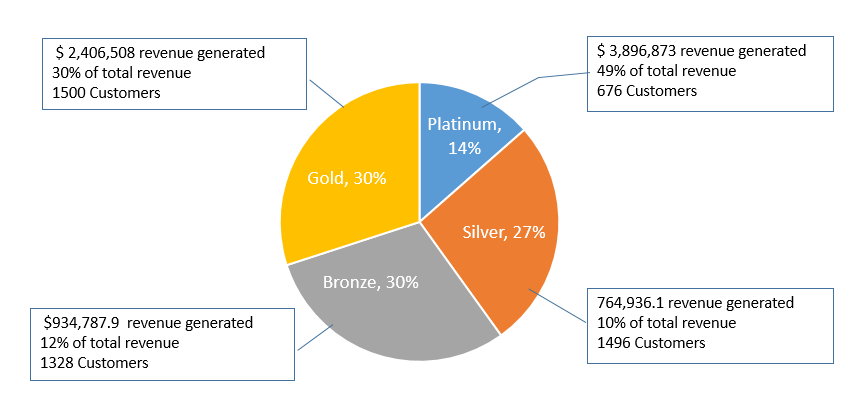 $ 2,406,508 revenue generated
30% of total revenue
1500 Customers
$ 3,896,873 revenue generated
49% of total revenue
676 Customers
Platinum,
14%
Gold, 30%
Silver, 27%
Bronze, 30%
764,936.1 revenue generated
10% of total revenue
1496 Customers
$934,787.9  revenue generated
12% of total revenue
1328 Customers